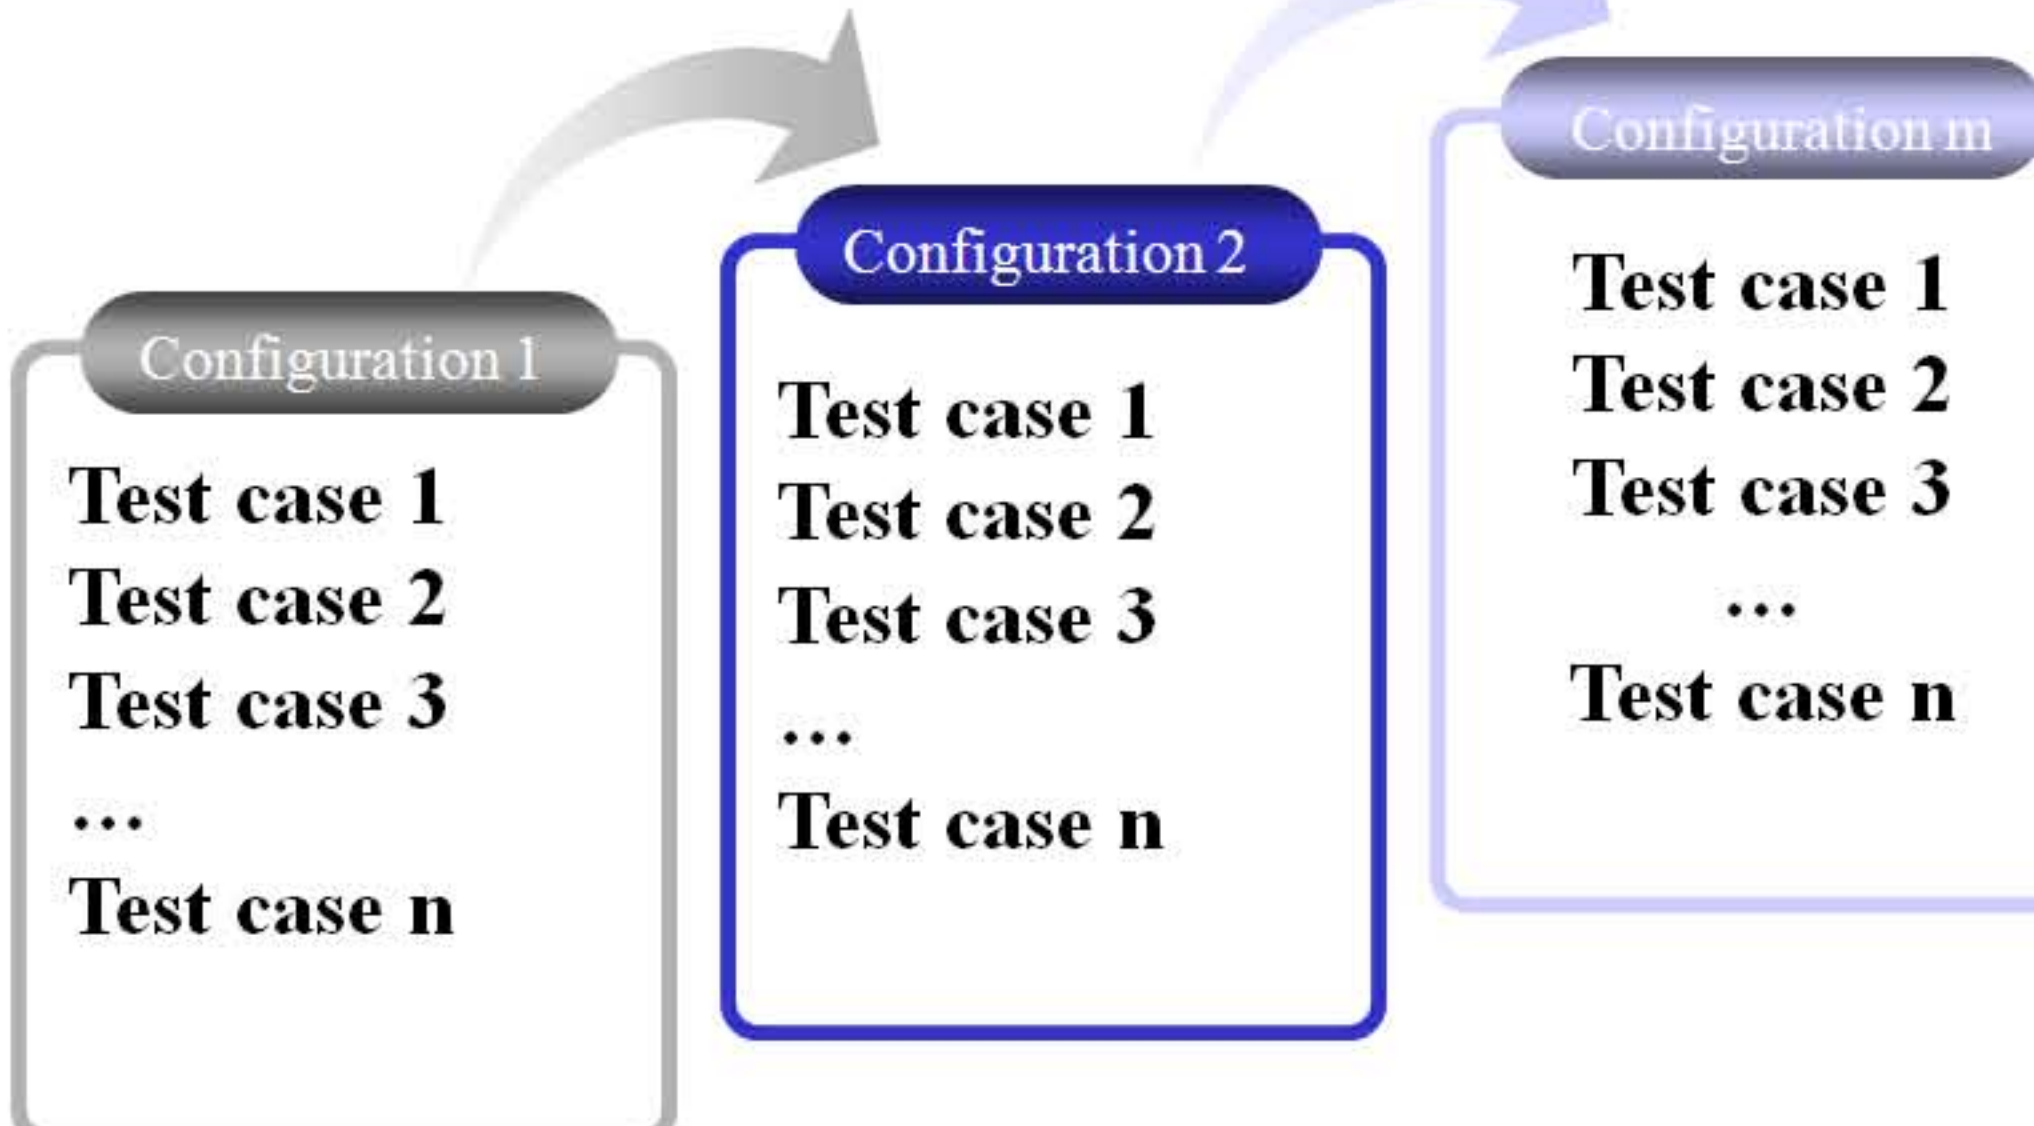 Configuration 1
Test case 1
Test case 2
Test case 3
...
Test case n
Configuration 2
Test case 1
Test case 2
Test case 3
...
Test case n
Configuration m
Test case 1
Test case 2
Test case 3
...
Test case n